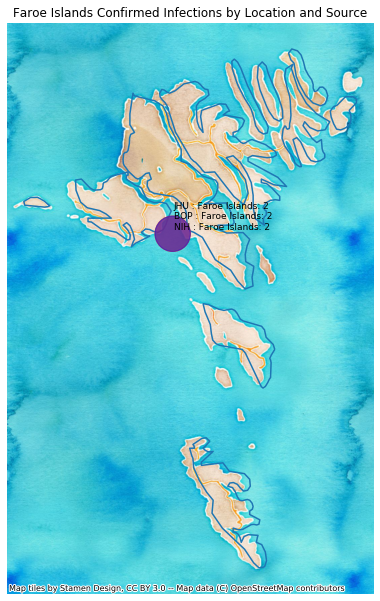 Faroe Islands Confirmed Infections by Location and Source
JHU : Faroe Islands: 2
BOP : Faroe Islands: 2
NIH : Faroe Islands: 2
Map tiles by Stamen Design, CC BY 3.0 -- Map data (C) OpenStreetMap contributors